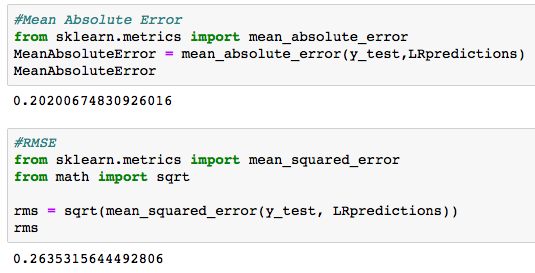 #Mean Absolute Error
from sklearn.metrics import mean_absolute_error
MeanAbsoluteError = mean_absolute_error(y_test,LRpredictions)
MeanAbsoluteError
0.20200674830926016
#RMSE
from sklearn.metrics import mean_squared_error
from math import sqrt
rms = sqrt(mean_squared_error(y_test, LRpredictions))
rms
0.2635315644492806